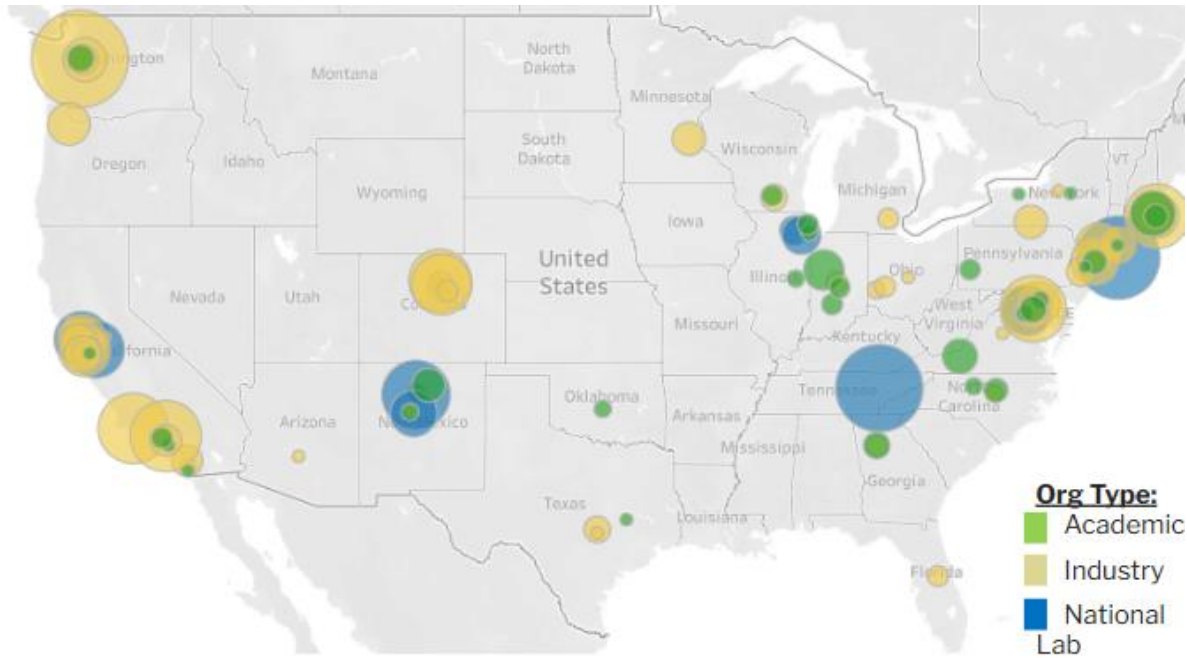 North
Dakota
Montana
Minnesota
VT
South
Dakota
Wisconsin
Oregon
Idaho
Michigan
New York
Wyoming
Iowa
Pennsylvania
United
States
Ohio
Illinois
Nevada
Utah
West
Virginia
Missouri
Kentucky
Tennessee
Oklahoma
Carolina
Arizona
Arkansas
Mississippi
Georgia
Texas
Louisiana
Florida
Org Type:
Academic
Industry
National
Lab